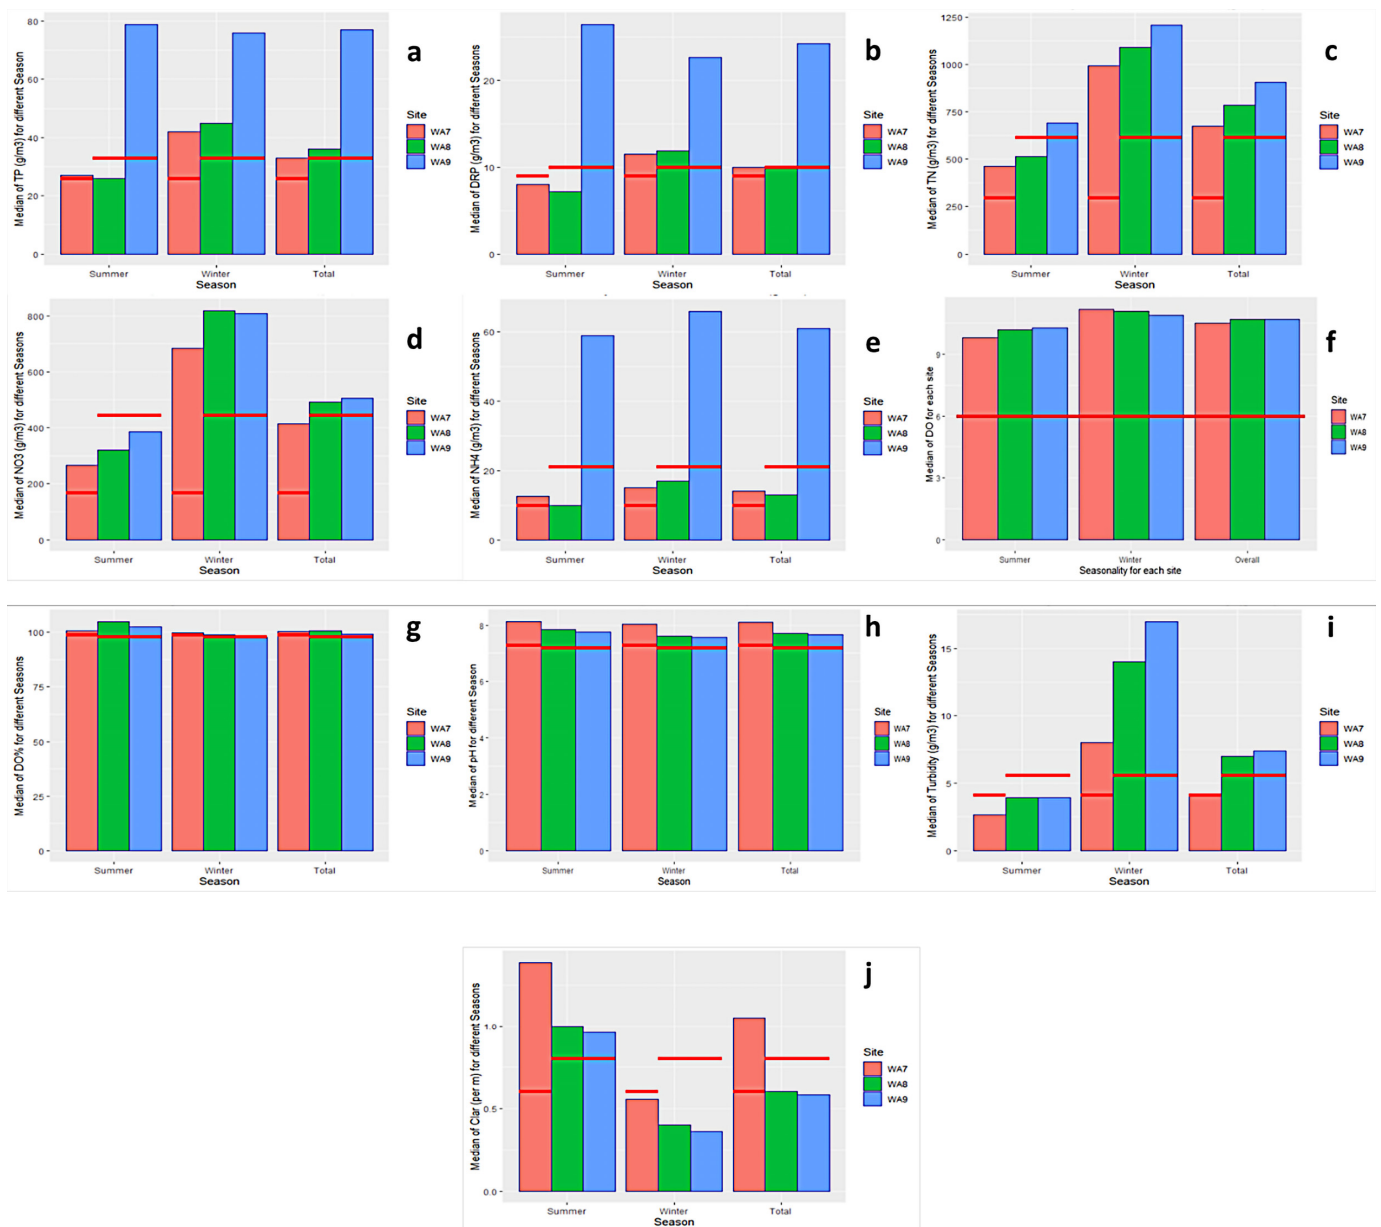 Median of TP (g/m3) for different Seasons
80
60
40
20
0
Summer Winter Total
Season
a
Site
WA7
WA8
WA9
Median of DRP (g/m3) for different Seasons
20
10
0
Summer Winter Total
Season
b
Site
WA7
WA8
WA9
Median of TN (g/m3) for different Seasons
1250
1000
750
500
250
0
Summer Winter Total
Season
c
Site
WA7
WA8
WA9
Median of NO3 (g/m3) for different Seasons
800
600
400
200
0
Summer Winter Total
Season
d
Site
WA7
WA8
WA9
Median of NH4 (g/m3) for different Seasons
60
40
20
0
Summer Winter Total
Season
e
Site
WA7
WA8
WA9
Median of DO for each site
9
6
3
0
Summer Winter Overall
Seasonality for each site
f
Site
WA7
WA8
WA9
Median of DO% for different Seasons
100
75
50
25
0
Summer Winter Total
Season
g
Site
WA7
WA8
WA9
Median of pH for different Season
8
6
4
2
0
Summer Winter Total
Season
h
Site
WA7
WA8
WA9
Median of Turbidity (g/m3) for different Seasons
15
10
5
0
Summer Winter Total
Season
i
Site
WA7
WA8
WA9
Median of Clar (per m) for different Seasons
1.0
0.5
0.0
Summer Winter Total
Season
j
Site
WA7
WA8
WA9